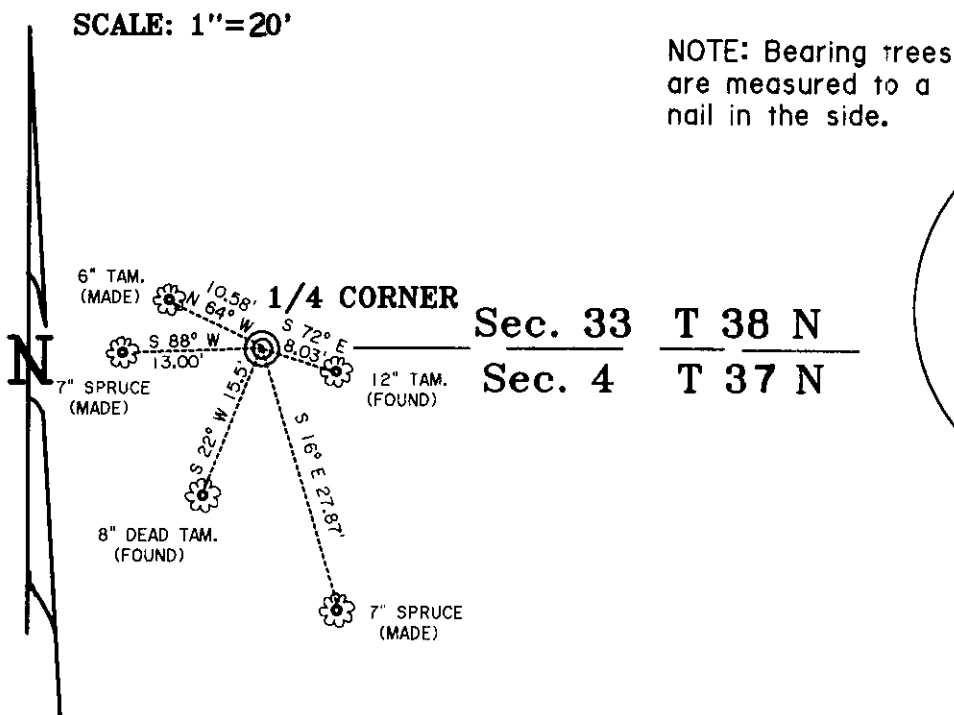 SCALE: 1"=20'
NOTE: Bearing trees
are measured to a
nail in the side.
N
6" TAM.
(MADE)
10.58'
N 64° W
1/4 CORNER
S 88° W
13.00'
7" SPRUCE
(MADE)
S 72° E
8.03'
12" TAM.
(FOUND)
Sec. 33 T 38 N
Sec. 4 T 37 N
S 22° W 15.5'
8" DEAD TAM.
(FOUND)
S 16° E 27.87'
7" SPRUCE
(MADE)